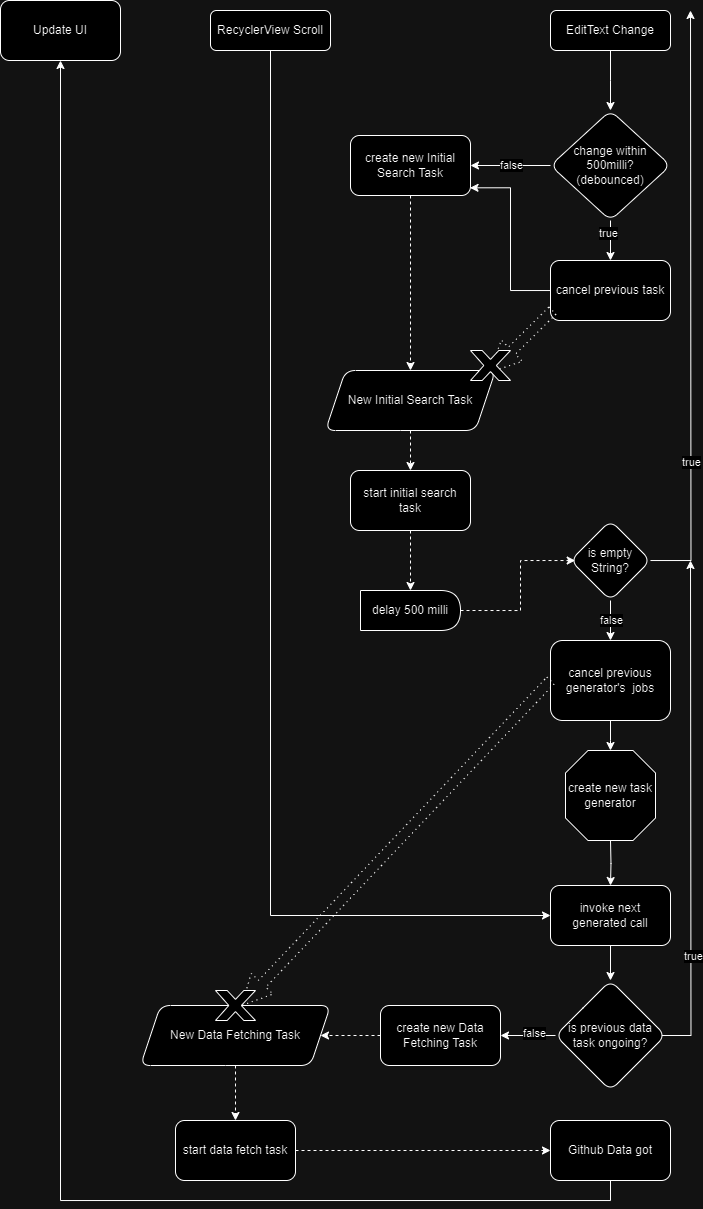 Update UI
RecyclerView Scroll
EditText Change
change within
500milli?
(debounced)
false
create new Initial
Search Task
true
cancel previous task
New Initial Search Task
true
start initial search
task
is empty
String?
delay 500 milli
false
cancel previous
generator's jobs
create new task
generator
invoke next
generated call
true
is previous data
task ongoing?
false
create new Data
Fetching Task
New Data Fetching Task
start data fetch task
Github Data got